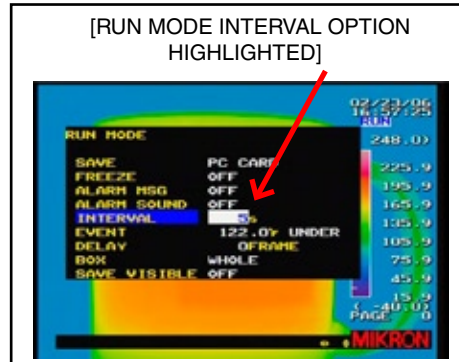 [RUN MODE INTERVAL OPTION
HIGHLIGHTED]
02/23/06
RUN
248.0)
RUN MODE
SAVE PC CARD
FREEZE OFF
ALARM MSG OFF
ALARM SOUND OFF
INTERVAL 5s
EVENT 122.0F UNDER
DELAY 0FRAME
BOX WHOLE
SAVE VISIBLE OFF
225.9
195.9
165.9
135.9
105.9
75.9
45.9
15.9
( -40.0)
PAGE 0
MIKRON